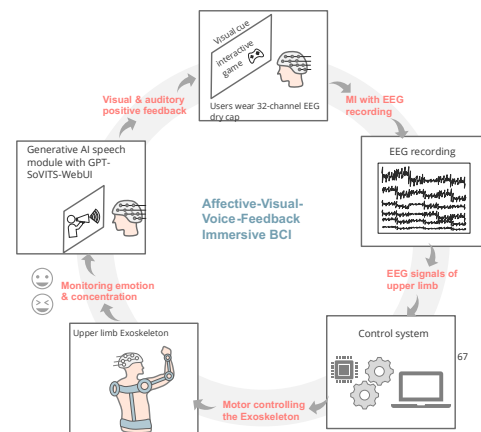 Visual cue
interactive
game
Users wear 32-channel EEG
dry cap
Visual & auditory
positive feedback
MI with EEG
recording
Generative AI speech
module with GPT-
SoVITS-WebUI
EEG recording
Affective-Visual-
Voice-Feedback
Immersive BCI
EEG signals of
upper limb
Monitoring emotion
& concentration
Upper limb Exoskeleton
Control system
67
Motor controlling
the Exoskeleton